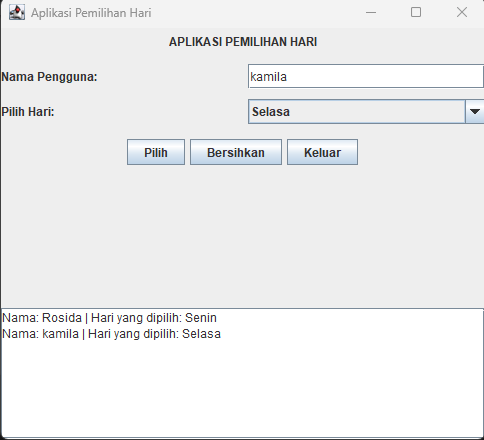 Aplikasi Pemilihan Hari
APLIKASI PEMILIHAN HARI
Nama Pengguna: kamila
Pilih Hari: Selasa
Pilih Bersihkan Keluar
Nama: Rosida | Hari yang dipilih: Senin
Nama: kamila | Hari yang dipilih: Selasa